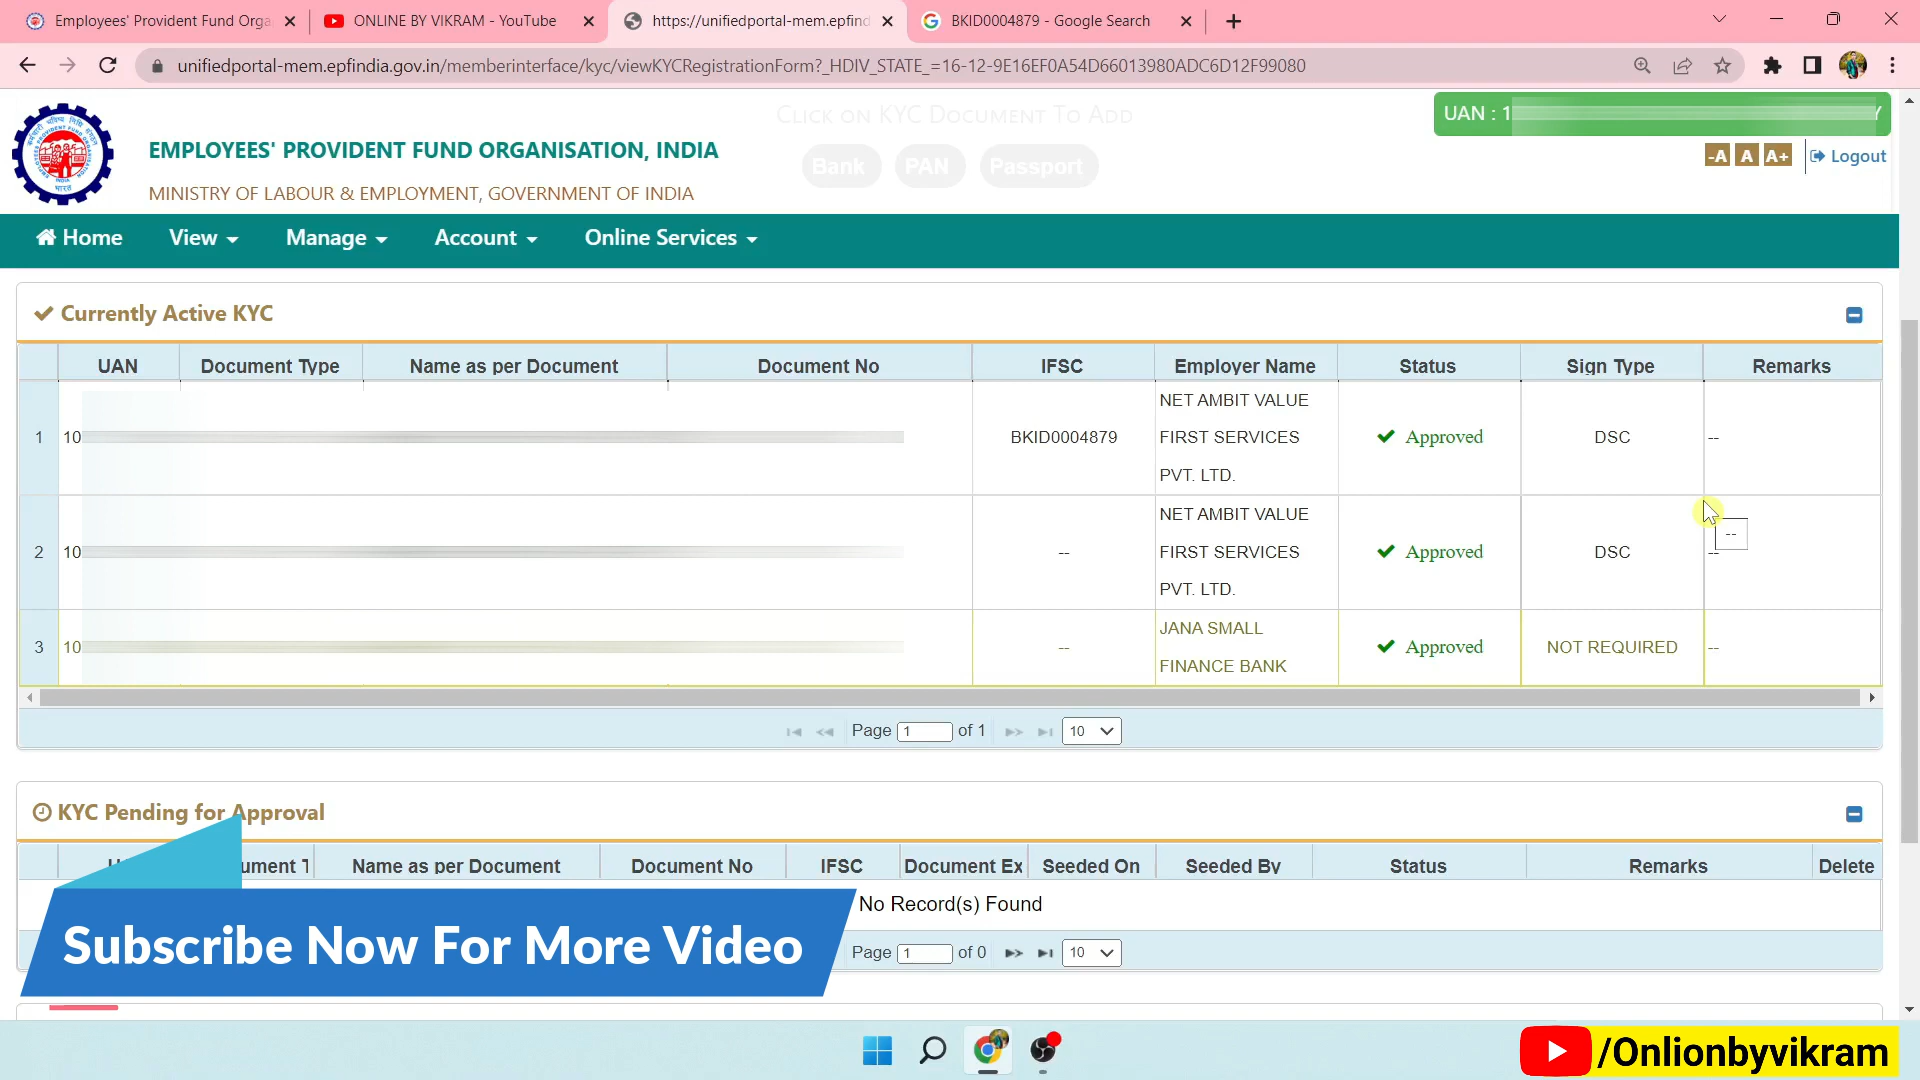 Employees' Provident Fund Orga
ONLINE BY VIKRAM - YouTube
https://unifiedportal-mem.epfind
BKID0004879 - Google Search
unifiedportal-mem.epfindia.gov.in/memberinterface/kyc/viewKYCRegistrationForm?_HDIV_STATE_=16-12-9E16EF0A54D66013980ADC6D12F99080
Click on KYC Document To Add
Bank PAN Passport
UAN : 1
EMPLOYEES' PROVIDENT FUND ORGANISATION, INDIA
MINISTRY OF LABOUR & EMPLOYMENT, GOVERNMENT OF INDIA
-A A A+ Logout
Home View Manage Account Online Services
Currently Active KYC
UAN Document Type Name as per Document Document No IFSC Employer Name Status Sign Type Remarks
1 10 BKID0004879 NET AMBIT VALUE FIRST SERVICES PVT. LTD. Approved DSC --
2 10 -- NET AMBIT VALUE FIRST SERVICES PVT. LTD. Approved DSC --
--
3 10 -- JANA SMALL FINANCE BANK Approved NOT REQUIRED --
Page 1 of 1 10
KYC Pending for Approval
ument T Name as per Document Document No IFSC Document Ex Seeded On Seeded By Status Remarks Delete
No Record(s) Found
Page 1 of 0 10
Subscribe Now For More Video
/Onlionbyvikram